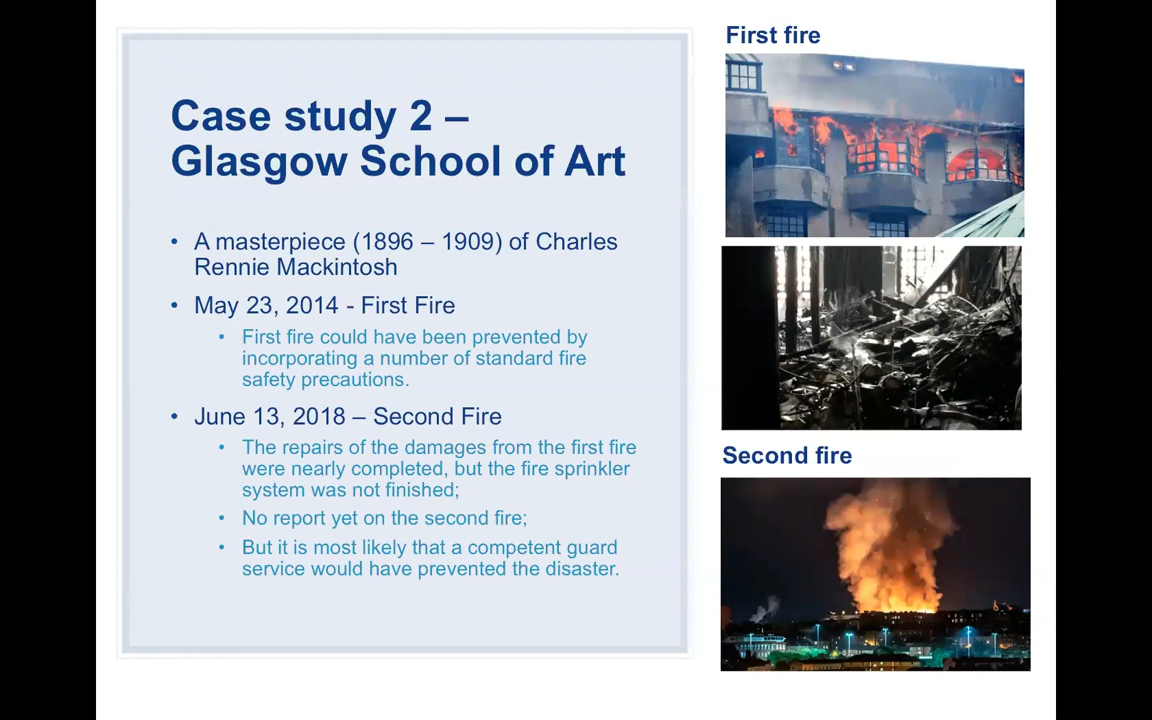 Case study 2 –
Glasgow School of Art
• A masterpiece (1896 – 1909) of Charles
Rennie Mackintosh
• May 23, 2014 - First Fire
• First fire could have been prevented by
incorporating a number of standard fire
safety precautions.
• June 13, 2018 – Second Fire
• The repairs of the damages from the first fire
were nearly completed, but the fire sprinkler
system was not finished;
• No report yet on the second fire;
• But it is most likely that a competent guard
service would have prevented the disaster.
First fire
Second fire